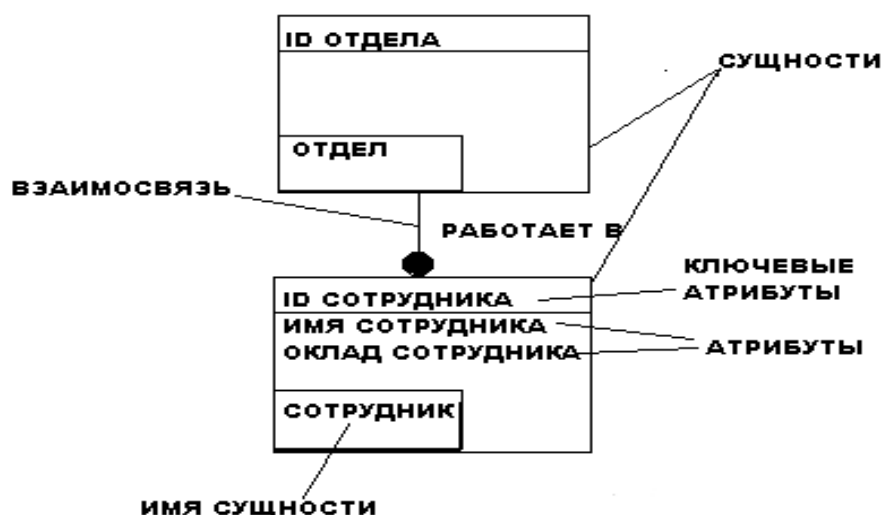 ID ОТДЕЛА
СУЩНОСТИ
ОТДЕЛ
ВЗАИМОСВЯЗЬ
РАБОТАЕТ В
КЛЮЧЕВЫЕ
АТРИБУТЫ
ID СОТРУДНИКА
ИМЯ СОТРУДНИКА
ОКЛАД СОТРУДНИКА
АТРИБУТЫ
СОТРУДНИК
ИМЯ СУЩНОСТИ